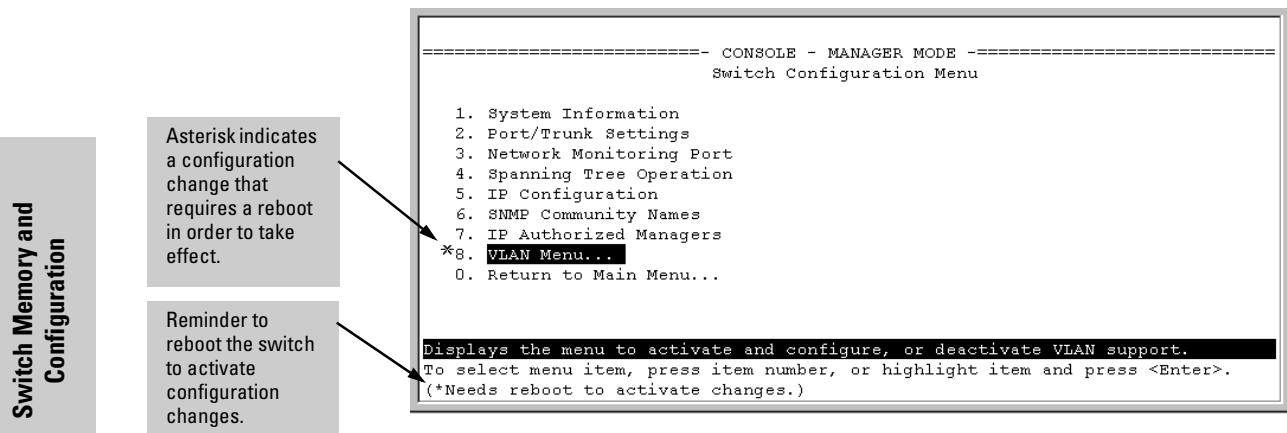 Switch Memory and
Configuration
Asterisk indicates
a configuration
change that
requires a reboot
in order to take
effect.
Reminder to
reboot the switch
to activate
configuration
changes.
==========================- CONSOLE - MANAGER MODE -============================
Switch Configuration Menu
1. System Information
2. Port/Trunk Settings
3. Network Monitoring Port
4. Spanning Tree Operation
5. IP Configuration
6. SNMP Community Names
7. IP Authorized Managers
*8. VLAN Menu...
0. Return to Main Menu...
Displays the menu to activate and configure, or deactivate VLAN support.
To select menu item, press item number, or highlight item and press <Enter>.
(*Needs reboot to activate changes.)